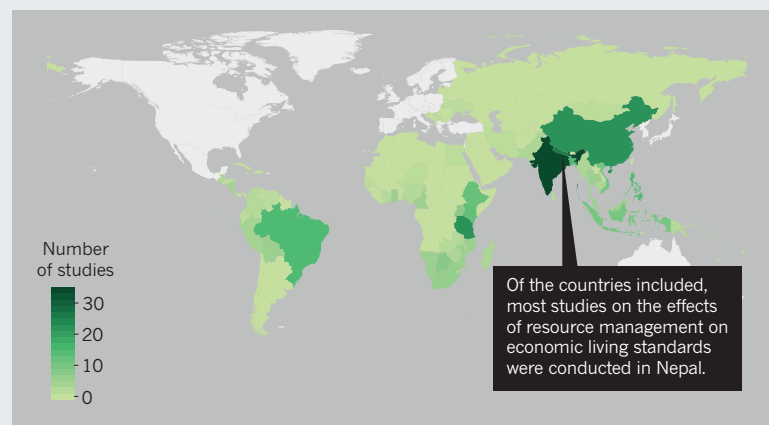 Number
of studies
30
20
10
0
Of the countries included,
most studies on the effects
of resource management on
economic living standards
were conducted in Nepal.